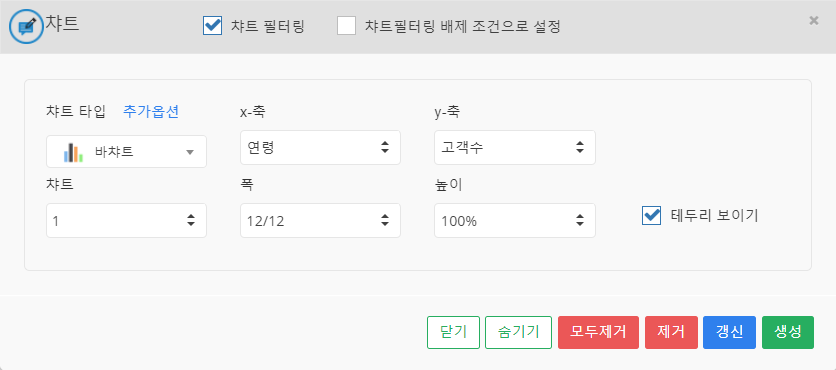 챠트 챠트 필터링 챠트필터링 배제 조건으로 설정 ×
챠트 타입 추가옵션 x-축 y-축
바챠트 연령 고객수
챠트 폭 높이
1 12/12 100% 테두리 보이기
닫기 숨기기 모두제거 제거 갱신 생성